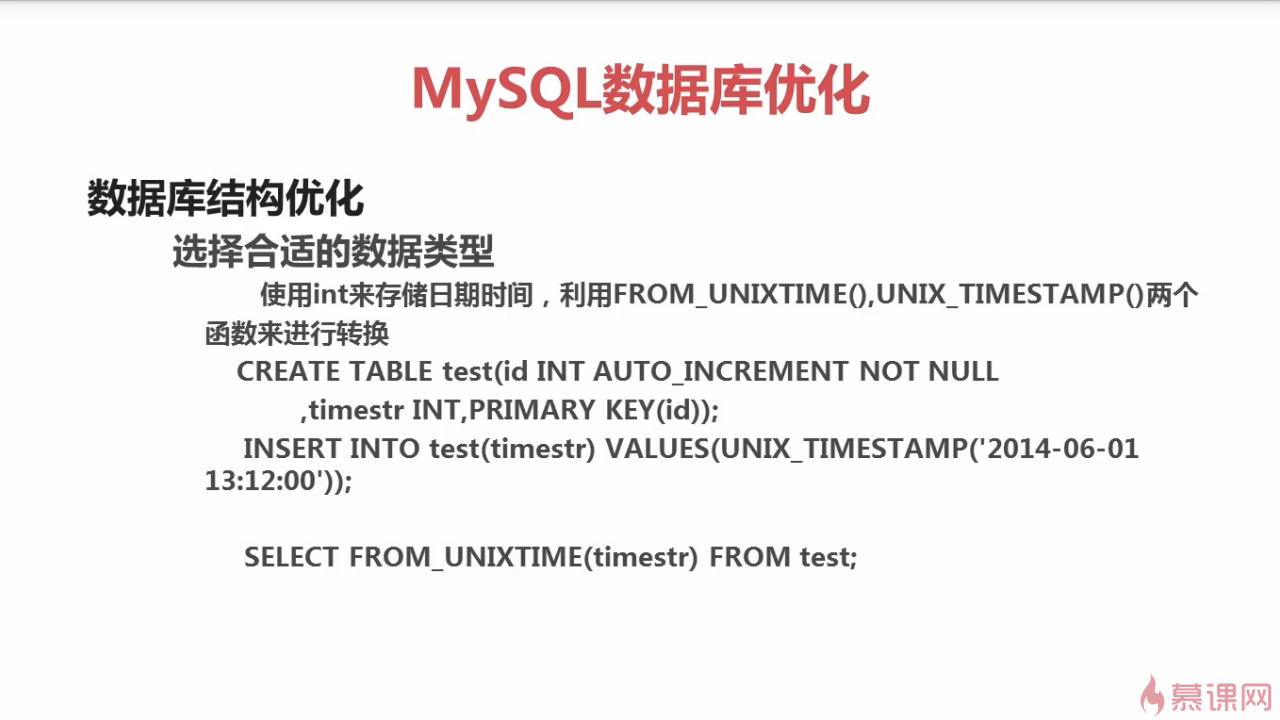 MySQL数据库优化
数据库结构优化
选择合适的数据类型
使用int来存储日期时间，利用FROM_UNIXTIME(),UNIX_TIMESTAMP()两个
函数来进行转换
CREATE TABLE test(id INT AUTO_INCREMENT NOT NULL
,timestr INT,PRIMARY KEY(id));
INSERT INTO test(timestr) VALUES(UNIX_TIMESTAMP('2014-06-01
13:12:00'));
SELECT FROM_UNIXTIME(timestr) FROM test;
慕课网